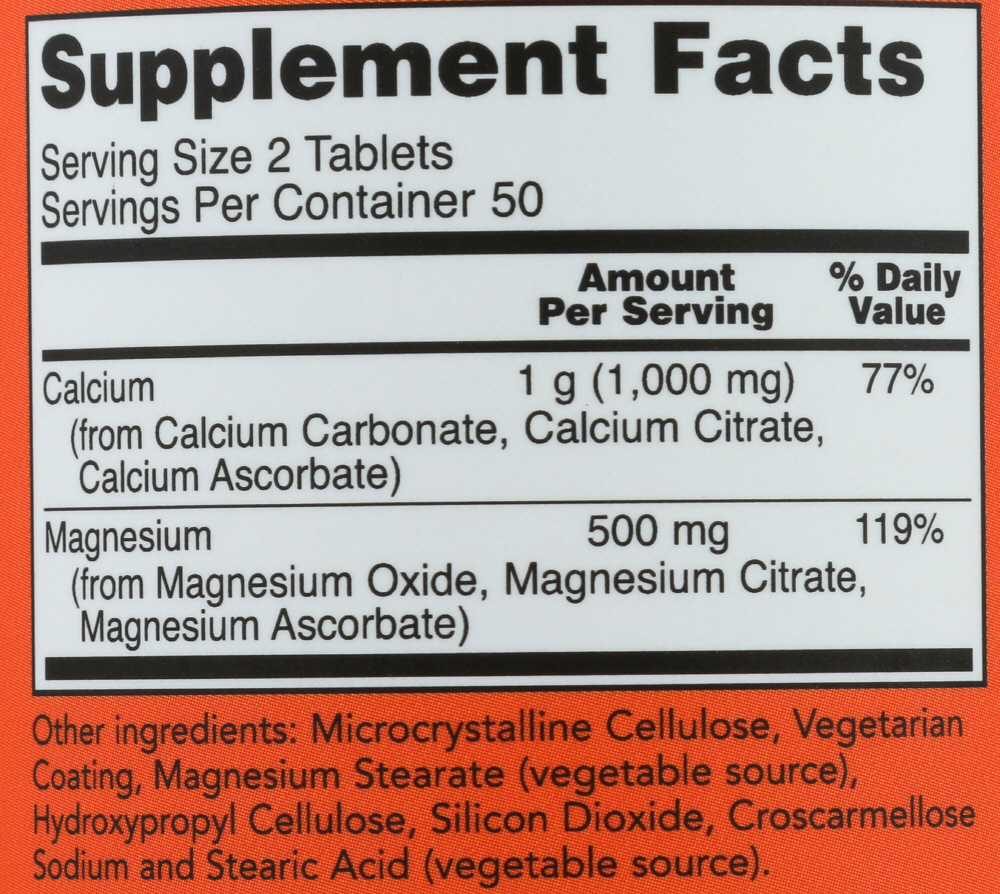 Supplement Facts
Serving Size 2 Tablets
Servings Per Container 50
Amount Per Serving % Daily Value
Calcium 1 g (1,000 mg) 77%
(from Calcium Carbonate, Calcium Citrate,
Calcium Ascorbate)
Magnesium 500 mg 119%
(from Magnesium Oxide, Magnesium Citrate,
Magnesium Ascorbate)
Other ingredients: Microcrystalline Cellulose, Vegetarian
Coating, Magnesium Stearate (vegetable source),
Hydroxypropyl Cellulose, Silicon Dioxide, Croscarmellose
Sodium and Stearic Acid (vegetable source).